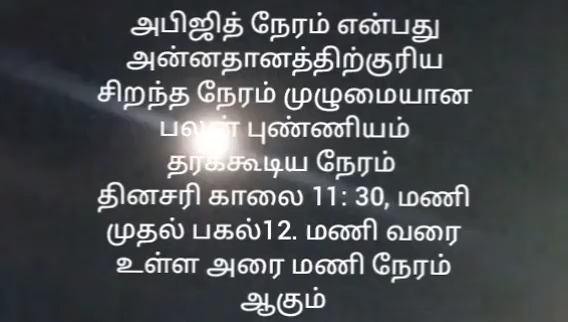 அபிஜித் நேரம் என்பது
அன்னதானத்திற்குரிய
சிறந்த நேரம் முழுமையான
பலன் புண்ணியம்
தரக்கூடிய நேரம்
தினசரி காலை 11: 30, மணி
முதல் பகல்12. மணி வரை
உள்ள அரை மணி நேரம்
ஆகும்